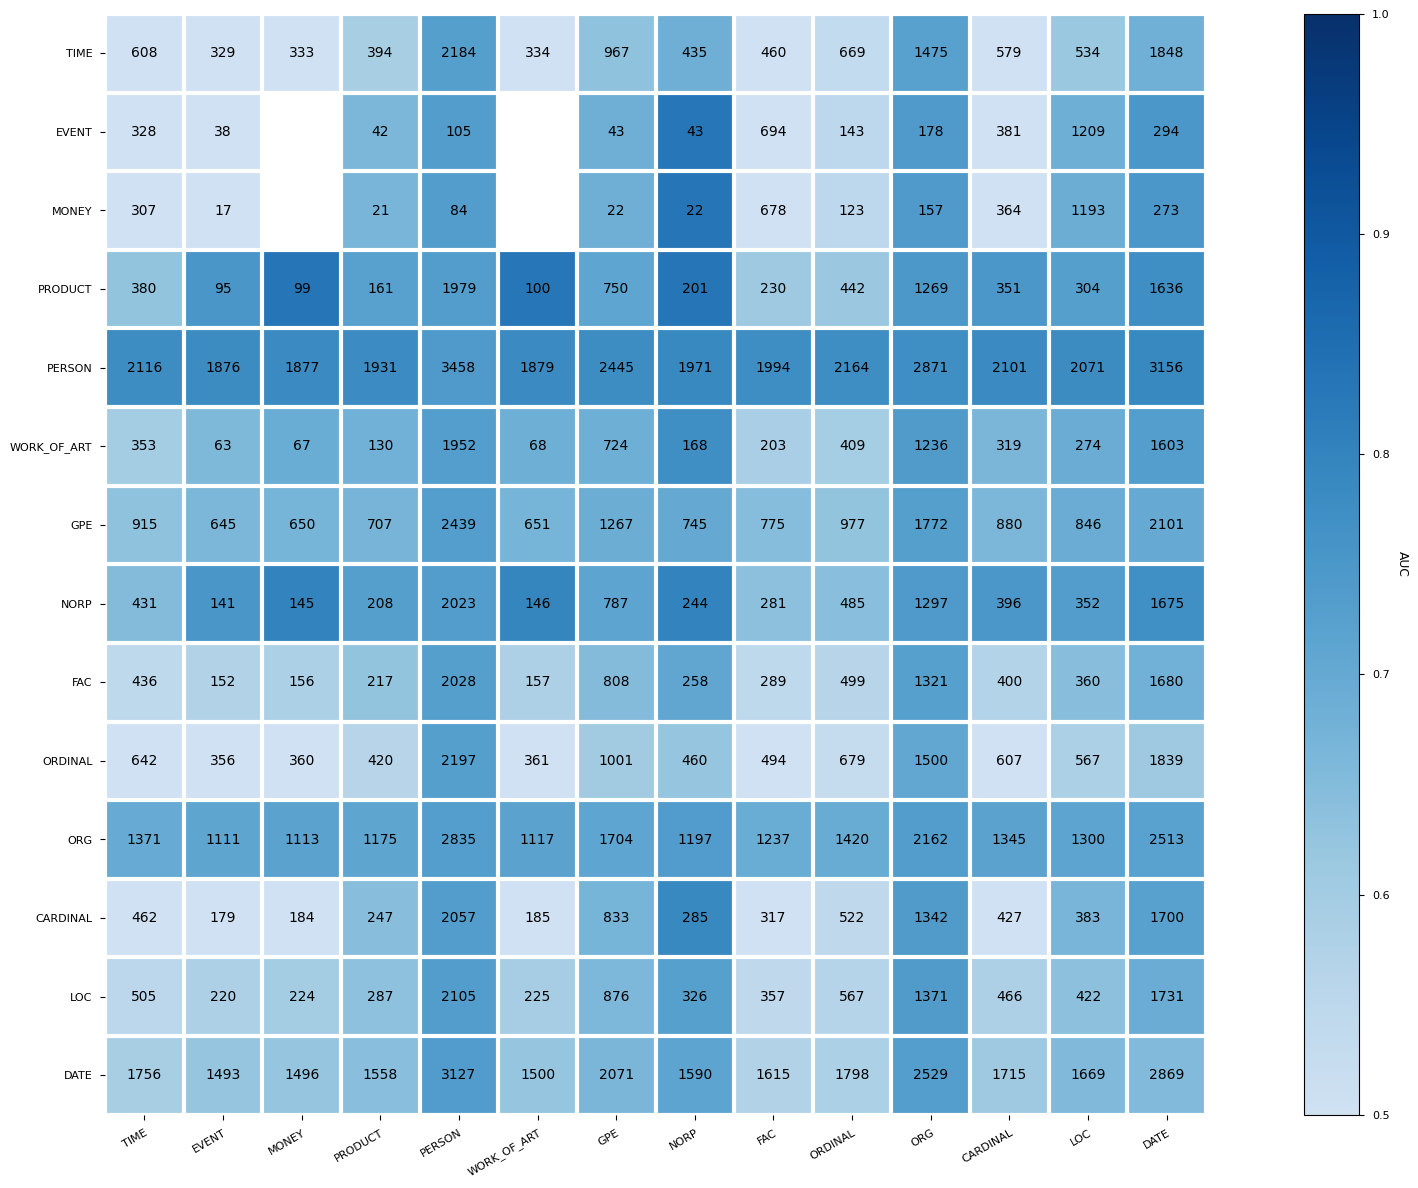 TIME 608 329 333 394 2184 334 967 435 460 669 1475 579 534 1848
EVENT 328 38 42 105 43 43 694 143 178 381 1209 294
MONEY 307 17 21 84 22 22 678 123 157 364 1193 273
PRODUCT 380 95 99 161 1979 100 750 201 230 442 1269 351 304 1636
PERSON 2116 1876 1877 1931 3458 1879 2445 1971 1994 2164 2871 2101 2071 3156
WORK_OF_ART 353 63 67 130 1952 68 724 168 203 409 1236 319 274 1603
GPE 915 645 650 707 2439 651 1267 745 775 977 1772 880 846 2101
NORP 431 141 145 208 2023 146 787 244 281 485 1297 396 352 1675
FAC 436 152 156 217 2028 157 808 258 289 499 1321 400 360 1680
ORDINAL 642 356 360 420 2197 361 1001 460 494 679 1500 607 567 1839
ORG 1371 1111 1113 1175 2835 1117 1704 1197 1237 1420 2162 1345 1300 2513
CARDINAL 462 179 184 247 2057 185 833 285 317 522 1342 427 383 1700
LOC 505 220 224 287 2105 225 876 326 357 567 1371 466 422 1731
DATE 1756 1493 1496 1558 3127 1500 2071 1590 1615 1798 2529 1715 1669 2869
TIME EVENT MONEY PRODUCT PERSON WORK_OF_ART GPE NORP FAC ORDINAL ORG CARDINAL LOC DATE
1.0
0.9
0.8
0.7
0.6
0.5
AUC